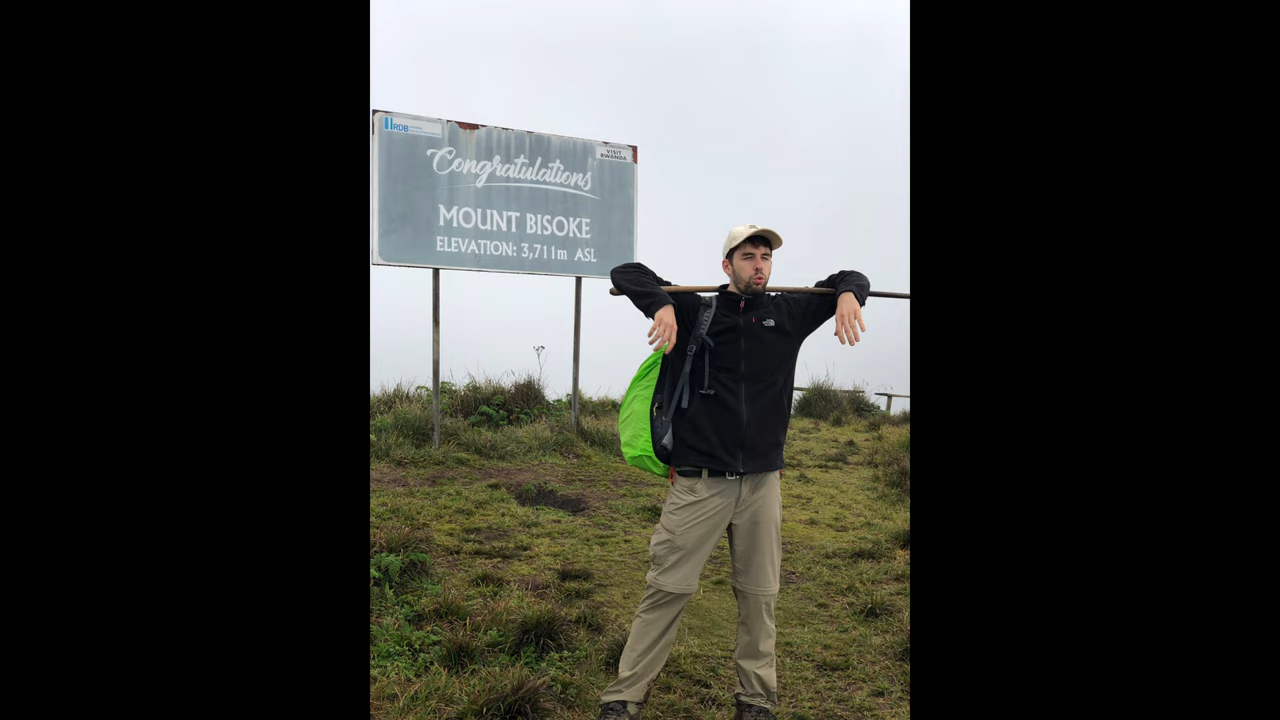 RDB
VISIT
RWANDA
Congratulations
MOUNT BISOKE
ELEVATION: 3,711m ASL